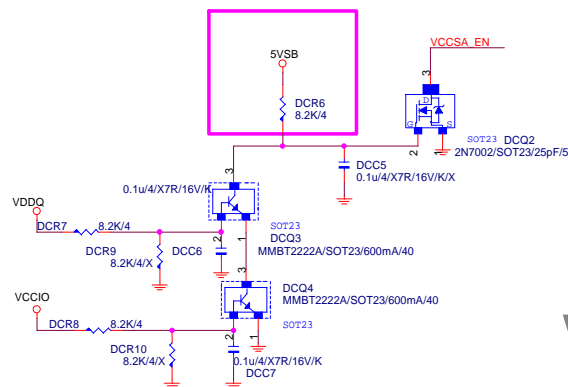 VCCSA_EN
5VSB
DCR6
8.2K/4
3
D
G
S
2
1
SOT23
DCQ2
2N7002/SOT23/25pF/5
DCC5
0.1u/4/X7R/16V/K/X
3
0.1u/4/X7R/16V/K
VDDQ
DCR7
8.2K/4
2
1
SOT23
DCQ3
MMBT2222A/SOT23/600mA/40
DCR9
8.2K/4/X
DCC6
3
DCQ4
MMBT2222A/SOT23/600mA/40
VCCIO
DCR8
8.2K/4
2
1
SOT23
DCR10
8.2K/4/X
0.1u/4/X7R/16V/K
DCC7